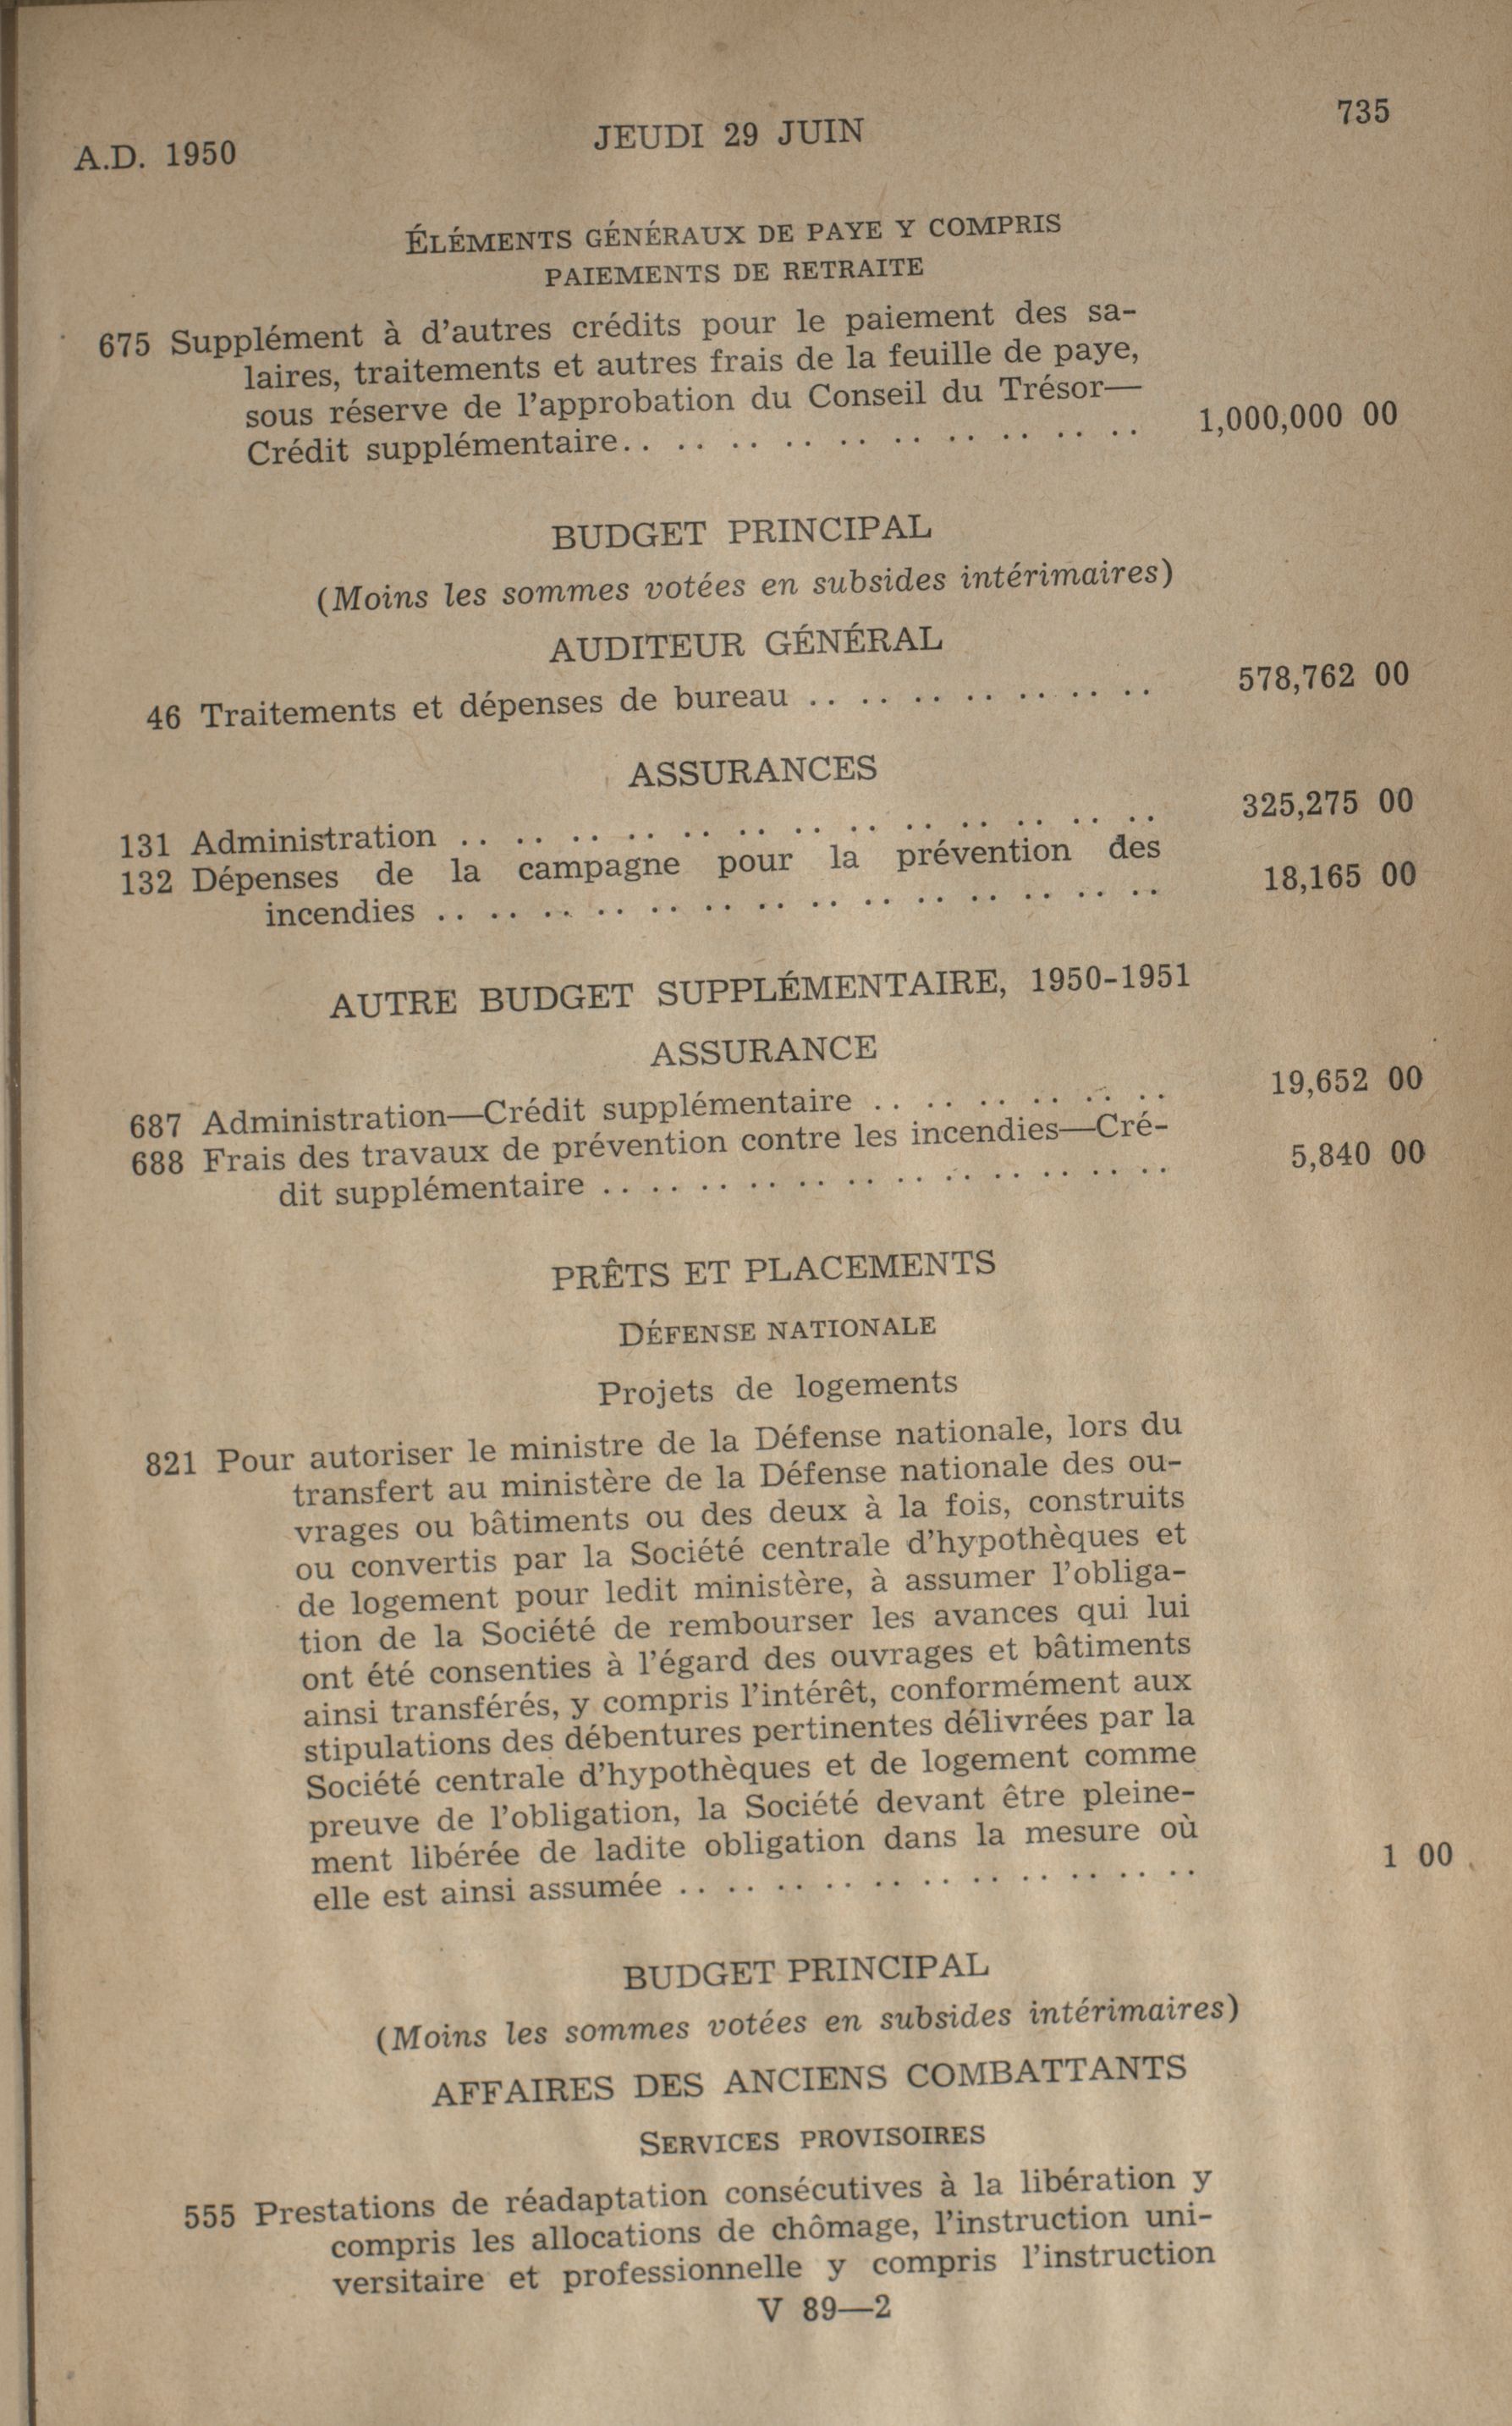 735
A.D. 1950 JEUDI 29 JUIN
ÉLÉMENTS GÉNÉRAUX DE PAYE Y COMPRIS
PAIEMENTS DE RETRAITE
675 Supplément à d'autres crédits pour le paiement des sa-
laires, traitements et autres frais de la feuille de paye,
sous réserve de l'approbation du Conseil du Trésor—
Crédit supplémentaire.. .. .. .. .. .. .. .. .. .. 1,000,000 00
BUDGET PRINCIPAL
(Moins les sommes votées en subsides intérimaires)
AUDITEUR GÉNÉRAL
46 Traitements et dépenses de bureau .. .. .. .. .. .. .. 578,762 00
ASSURANCES
131 Administration .. .. .. .. .. .. .. .. .. .. .. .. .. 325,275 00
132 Dépenses de la campagne pour la prévention des
incendies .. .. .. .. .. .. .. .. .. .. .. .. .. .. 18,165 00
AUTRE BUDGET SUPPLÉMENTAIRE, 1950-1951
ASSURANCE
687 Administration—Crédit supplémentaire .. .. .. .. .. .. 19,652 00
688 Frais des travaux de prévention contre les incendies—Cré-
dit supplémentaire .. .. .. .. .. .. .. .. .. .. .. .. 5,840 00
PRÊTS ET PLACEMENTS
DÉFENSE NATIONALE
Projets de logements
821 Pour autoriser le ministre de la Défense nationale, lors du
transfert au ministère de la Défense nationale des ou-
vrages ou bâtiments ou des deux à la fois, construits
ou convertis par la Société centrale d'hypothèques et
de logement pour ledit ministère, à assumer l'obliga-
tion de la Société de rembourser les avances qui lui
ont été consenties à l'égard des ouvrages et bâtiments
ainsi transférés, y compris l'intérêt, conformément aux
stipulations des débentures pertinentes délivrées par la
Société centrale d'hypothèques et de logement comme
preuve de l'obligation, la Société devant être pleine-
ment libérée de ladite obligation dans la mesure où
elle est ainsi assumée .. .. .. .. .. .. .. .. .. .. .. 1 00
BUDGET PRINCIPAL
(Moins les sommes votées en subsides intérimaires)
AFFAIRES DES ANCIENS COMBATTANTS
SERVICES PROVISOIRES
555 Prestations de réadaptation consécutives à la libération y
compris les allocations de chômage, l'instruction uni-
versitaire et professionnelle y compris l'instruction
V 89—2